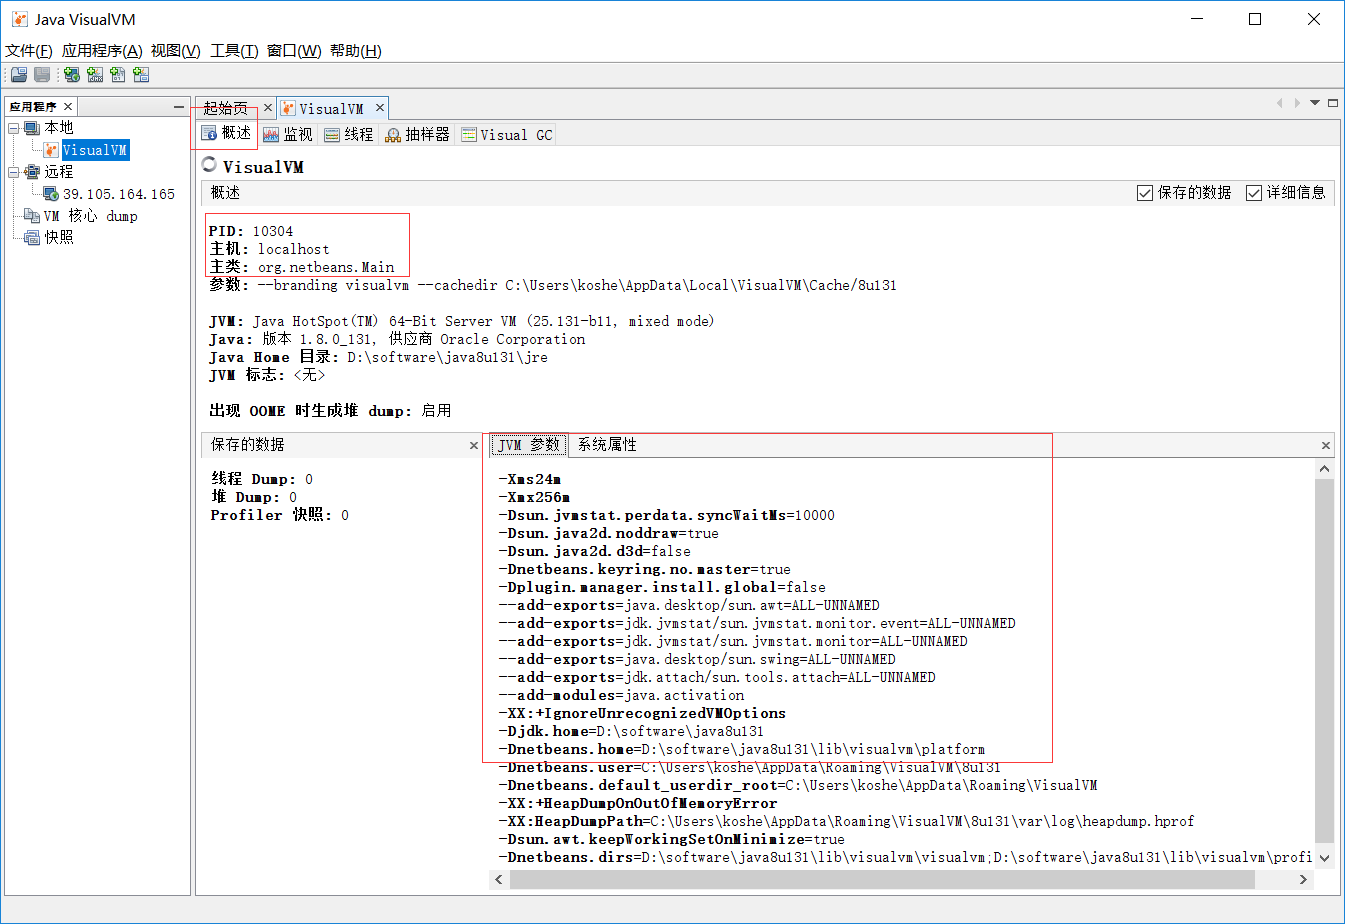 Java VisualVM
文件(F) 应用程序(A) 视图(V) 工具(T) 窗口(W) 帮助(H)
应用程序
本地
VisualVM
远程
39.105.164.165
VM 核心 dump
快照
起始页 VisualVM
概述 监视 线程 抽样器 Visual GC
VisualVM
概述 保存的数据 详细信息
PID: 10304
主机: localhost
主类: org.netbeans.Main
参数: --branding visualvm --cachedir C:\Users\koshe\AppData\Local\VisualVM\Cache/8u131
JVM: Java HotSpot(TM) 64-Bit Server VM (25.131-b11, mixed mode)
Java: 版本 1.8.0_131, 供应商 Oracle Corporation
Java Home 目录: D:\software\java8u131\jre
JVM 标志: <无>
出现 OOME 时生成堆 dump: 启用
保存的数据
线程 Dump: 0
堆 Dump: 0
Profiler 快照: 0
JVM 参数 系统属性
-Xms24m
-Xmx256m
-Dsun.jvmstat.perdata.syncWaitMs=10000
-Dsun.java2d.noddraw=true
-Dsun.java2d.d3d=false
-Dnetbeans.keyring.no.master=true
-Dplugin.manager.install.global=false
--add-exports=java.desktop/sun.awt=ALL-UNNAMED
--add-exports=jdk.jvmstat/sun.jvmstat.monitor.event=ALL-UNNAMED
--add-exports=jdk.jvmstat/sun.jvmstat.monitor=ALL-UNNAMED
--add-exports=java.desktop/sun.swing=ALL-UNNAMED
--add-exports=jdk.attach/sun.tools.attach=ALL-UNNAMED
--add-modules=java.activation
-XX:+IgnoreUnrecognizedVMOptions
-Djdk.home=D:\software\java8u131
-Dnetbeans.home=D:\software\java8u131\lib\visualvm\platform
-Dnetbeans.user=C:\Users\koshe\AppData\Roaming\VisualVM\8u131
-Dnetbeans.default_userdir_root=C:\Users\koshe\AppData\Roaming\VisualVM
-XX:+HeapDumpOnOutOfMemoryError
-XX:HeapDumpPath=C:\Users\koshe\AppData\Roaming\VisualVM\8u131\var\log\heapdump.hprof
-Dsun.awt.keepWorkingSetOnMinimize=true
-Dnetbeans.dirs=D:\software\java8u131\lib\visualvm\visualvm;D:\software\java8u131\lib\visualvm\profi